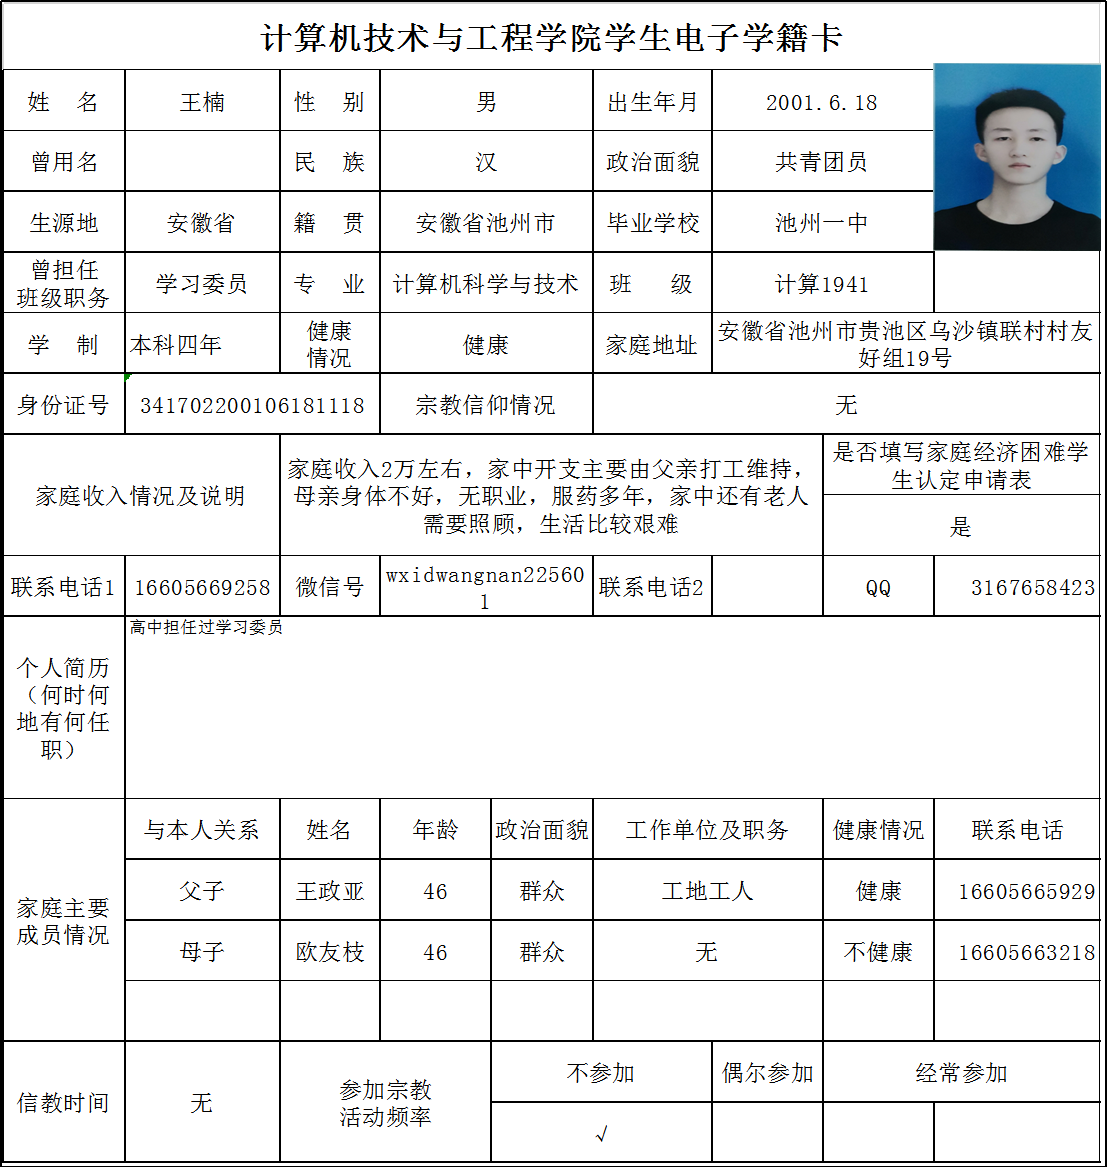 计算机技术与工程学院学生电子学籍卡
姓 名 王楠 性 别 男 出生年月 2001.6.18
曾用名 民 族 汉 政治面貌 共青团员
生源地 安徽省 籍 贯 安徽省池州市 毕业学校 池州一中
曾担任
班级职务 学习委员 专 业 计算机科学与技术 班 级 计算1941
学 制 本科四年 健康
情况 健康 家庭地址 安徽省池州市贵池区乌沙镇联村村友
好组19号
身份证号 341702200106181118 宗教信仰情况 无
家庭收入情况及说明
家庭收入2万左右，家中开支主要由父亲打工维持，
母亲身体不好，无职业，服药多年，家中还有老人
需要照顾，生活比较艰难
是否填写家庭经济困难学
生认定申请表
是
联系电话1 16605669258 微信号 wxidwangnan22560
1 联系电话2 QQ 3167658423
个人简历
（何时何
地有何任
职）
高中担任过学习委员
家庭主要
成员情况
与本人关系 姓名 年龄 政治面貌 工作单位及职务 健康情况 联系电话
父子 王政亚 46 群众 工地工人 健康 16605665929
母子 欧友枝 46 群众 无 不健康 16605663218
信教时间 无 参加宗教
活动频率
不参加 偶尔参加 经常参加
√